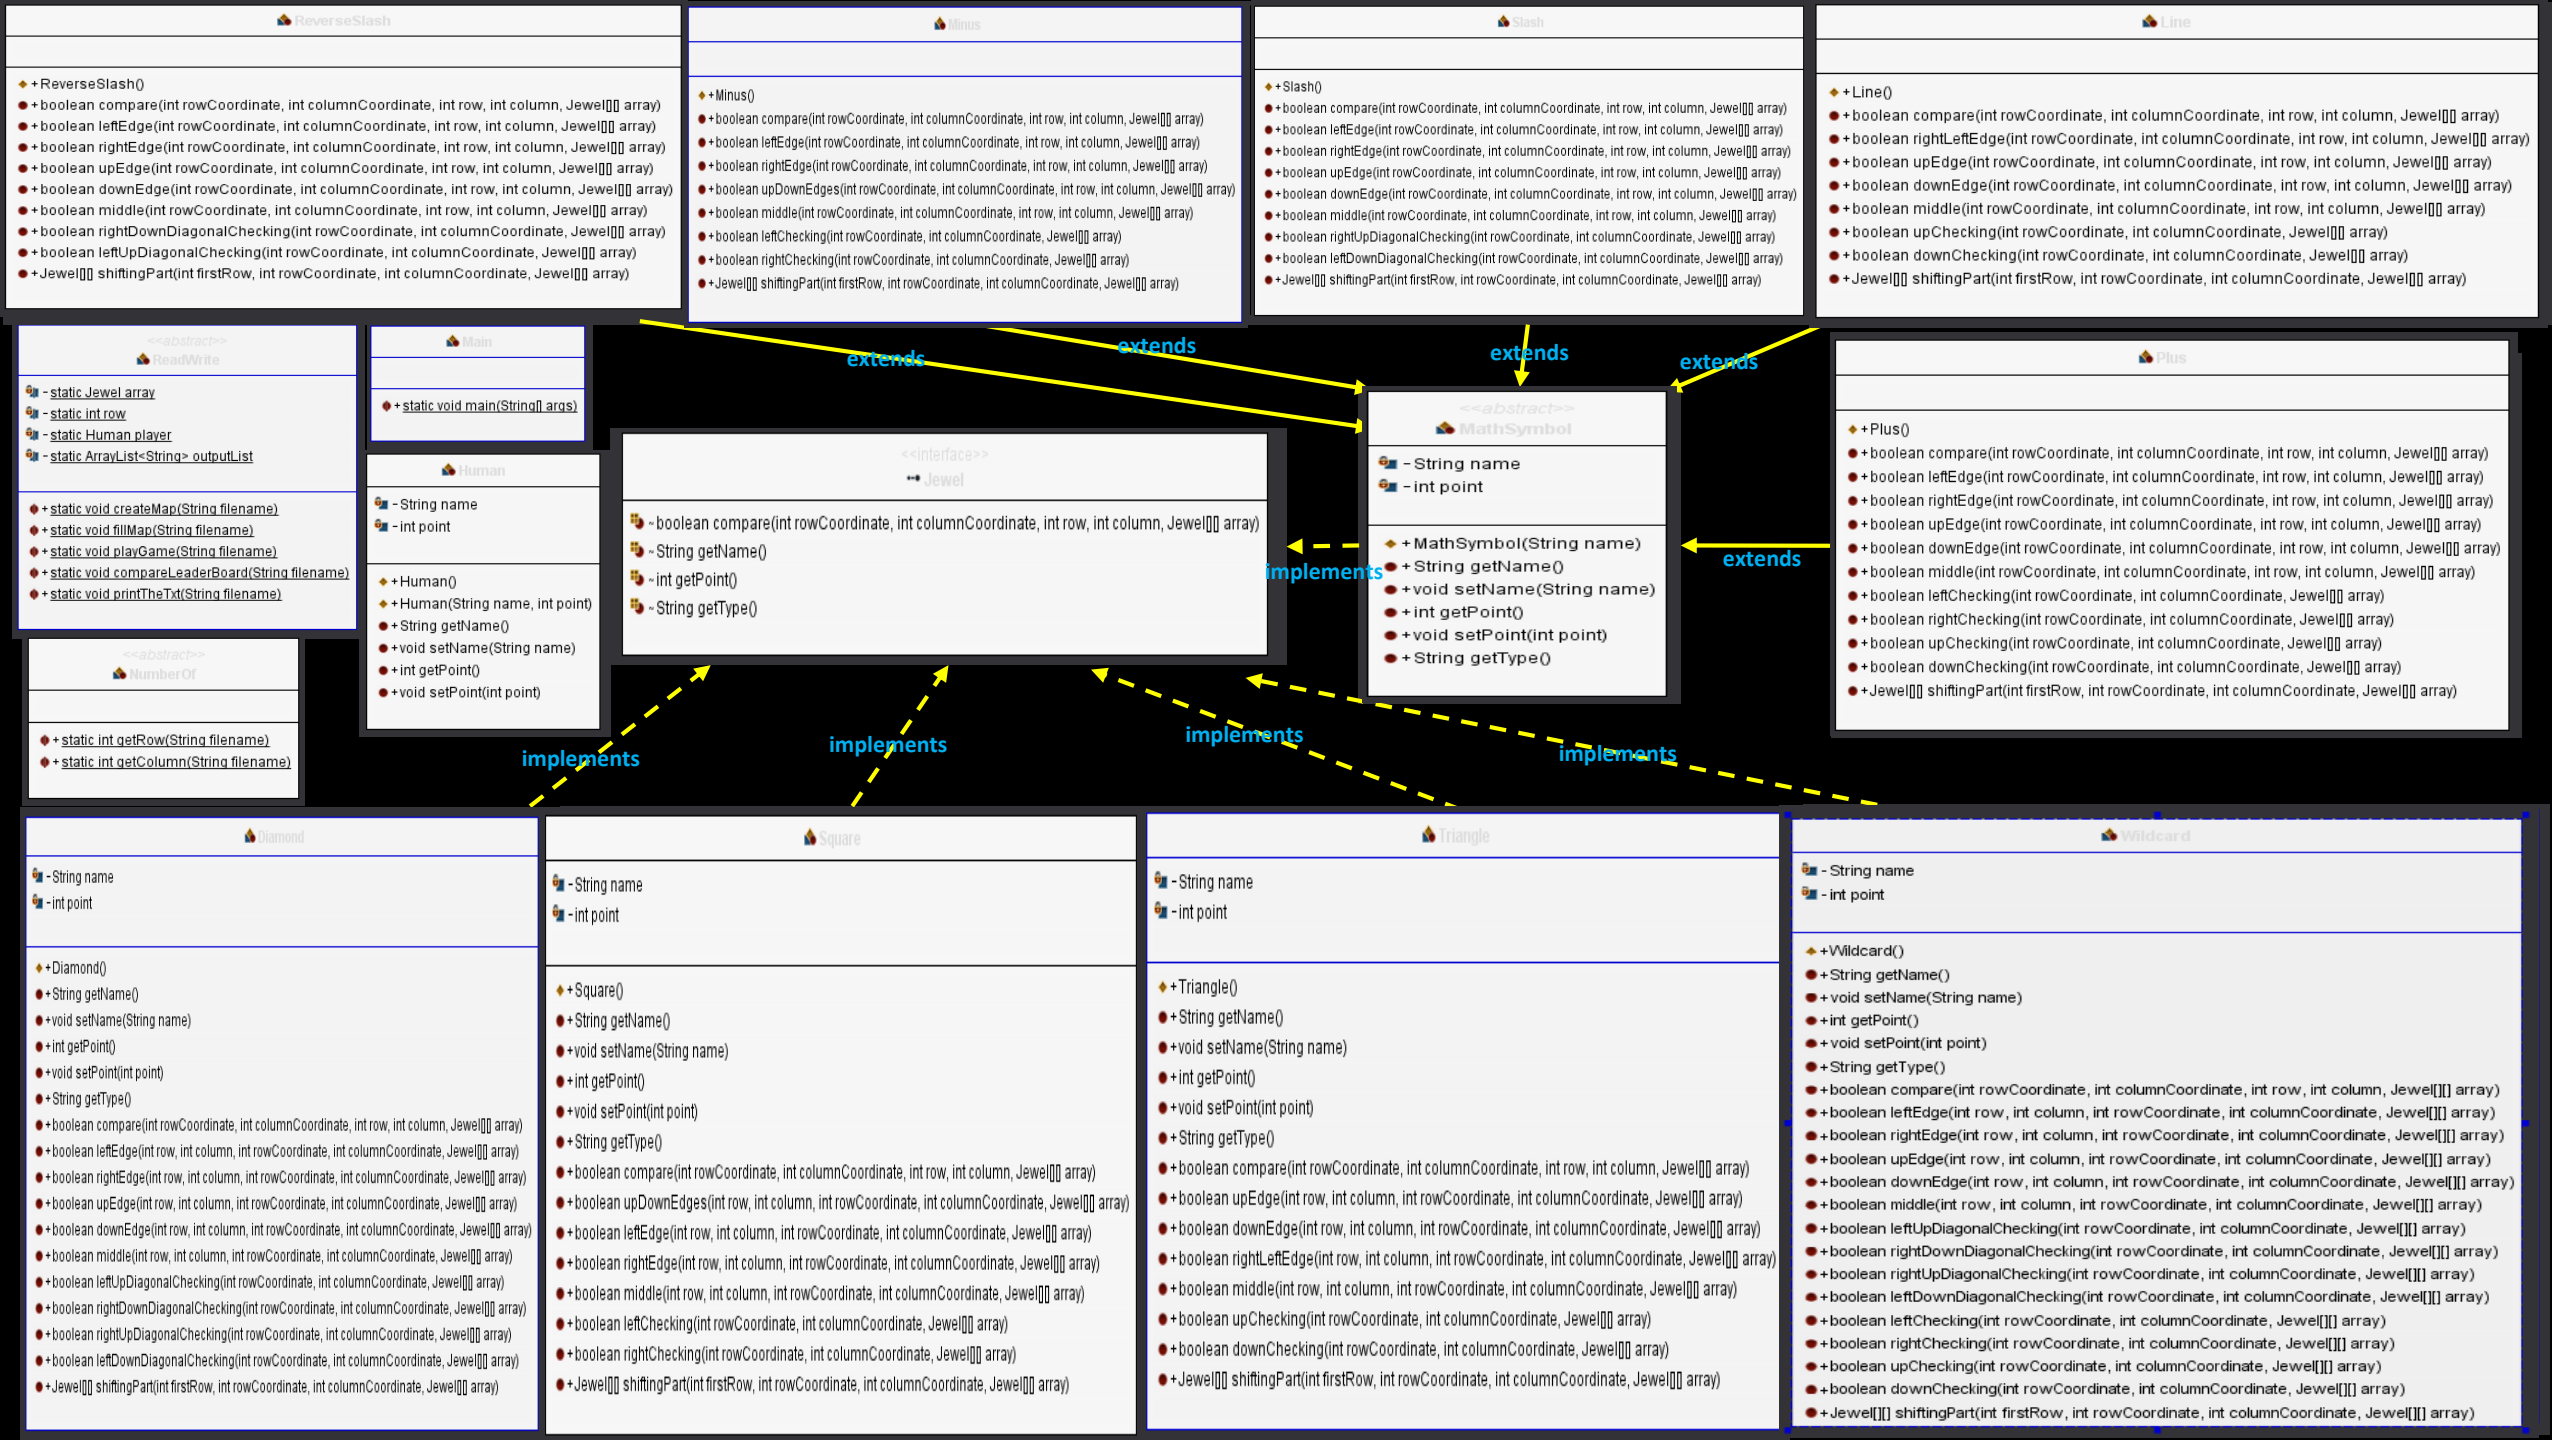 ReverseSlash
+ReverseSlash()
+boolean compare(int rowCoordinate, int columnCoordinate, int row, int column, Jewel[][] array)
+boolean leftEdge(int rowCoordinate, int columnCoordinate, int row, int column, Jewel[][] array)
+boolean rightEdge(int rowCoordinate, int columnCoordinate, int row, int column, Jewel[][] array)
+boolean upEdge(int rowCoordinate, int columnCoordinate, int row, int column, Jewel[][] array)
+boolean downEdge(int rowCoordinate, int columnCoordinate, int row, int column, Jewel[][] array)
+boolean middle(int rowCoordinate, int columnCoordinate, int row, int column, Jewel[][] array)
+boolean rightDownDiagonalChecking(int rowCoordinate, int columnCoordinate, Jewel[][] array)
+boolean leftUpDiagonalChecking(int rowCoordinate, int columnCoordinate, Jewel[][] array)
+Jewel[][] shiftingPart(int firstRow, int rowCoordinate, int columnCoordinate, Jewel[][] array)
Minus
+Minus()
+boolean compare(int rowCoordinate, int columnCoordinate, int row, int column, Jewel[][] array)
+boolean leftEdge(int rowCoordinate, int columnCoordinate, int row, int column, Jewel[][] array)
+boolean rightEdge(int rowCoordinate, int columnCoordinate, int row, int column, Jewel[][] array)
+boolean upDownEdges(int rowCoordinate, int columnCoordinate, int row, int column, Jewel[][] array)
+boolean middle(int rowCoordinate, int columnCoordinate, int row, int column, Jewel[][] array)
+boolean leftChecking(int rowCoordinate, int columnCoordinate, Jewel[][] array)
+boolean rightChecking(int rowCoordinate, int columnCoordinate, Jewel[][] array)
+Jewel[][] shiftingPart(int firstRow, int rowCoordinate, int columnCoordinate, Jewel[][] array)
Slash
+Slash()
+boolean compare(int rowCoordinate, int columnCoordinate, int row, int column, Jewel[][] array)
+boolean leftEdge(int rowCoordinate, int columnCoordinate, int row, int column, Jewel[][] array)
+boolean rightEdge(int rowCoordinate, int columnCoordinate, int row, int column, Jewel[][] array)
+boolean upEdge(int rowCoordinate, int columnCoordinate, int row, int column, Jewel[][] array)
+boolean downEdge(int rowCoordinate, int columnCoordinate, int row, int column, Jewel[][] array)
+boolean middle(int rowCoordinate, int columnCoordinate, int row, int column, Jewel[][] array)
+boolean rightUpDiagonalChecking(int rowCoordinate, int columnCoordinate, Jewel[][] array)
+boolean leftDownDiagonalChecking(int rowCoordinate, int columnCoordinate, Jewel[][] array)
+Jewel[][] shiftingPart(int firstRow, int rowCoordinate, int columnCoordinate, Jewel[][] array)
Line
+Line()
+boolean compare(int rowCoordinate, int columnCoordinate, int row, int column, Jewel[][] array)
+boolean rightLeftEdge(int rowCoordinate, int columnCoordinate, int row, int column, Jewel[][] array)
+boolean upEdge(int rowCoordinate, int columnCoordinate, int row, int column, Jewel[][] array)
+boolean downEdge(int rowCoordinate, int columnCoordinate, int row, int column, Jewel[][] array)
+boolean middle(int rowCoordinate, int columnCoordinate, int row, int column, Jewel[][] array)
+boolean upChecking(int rowCoordinate, int columnCoordinate, Jewel[][] array)
+boolean downChecking(int rowCoordinate, int columnCoordinate, Jewel[][] array)
+Jewel[][] shiftingPart(int firstRow, int rowCoordinate, int columnCoordinate, Jewel[][] array)
extends
extends
extends
extends
<<abstract>>
ReadWrite
- static Jewel array
- static int row
- static Human player
- static ArrayList<String> outputList
+ static void createMap(String filename)
+ static void fillMap(String filename)
+ static void playGame(String filename)
+ static void compareLeaderBoard(String filename)
+ static void printTheTxt(String filename)
Main
+ static void main(String[] args)
Human
-String name
-int point
+Human()
+Human(String name, int point)
+String getName()
+void setName(String name)
+int getPoint()
+void setPoint(int point)
<<interface>>
Jewel
~boolean compare(int rowCoordinate, int columnCoordinate, int row, int column, Jewel[][] array)
~String getName()
~int getPoint()
~String getType()
implements
<<abstract>>
MathSymbol
-String name
-int point
+MathSymbol(String name)
+String getName()
+void setName(String name)
+int getPoint()
+void setPoint(int point)
+String getType()
extends
Plus
+Plus()
+boolean compare(int rowCoordinate, int columnCoordinate, int row, int column, Jewel[][] array)
+boolean leftEdge(int rowCoordinate, int columnCoordinate, int row, int column, Jewel[][] array)
+boolean rightEdge(int rowCoordinate, int columnCoordinate, int row, int column, Jewel[][] array)
+boolean upEdge(int rowCoordinate, int columnCoordinate, int row, int column, Jewel[][] array)
+boolean downEdge(int rowCoordinate, int columnCoordinate, int row, int column, Jewel[][] array)
+boolean middle(int rowCoordinate, int columnCoordinate, int row, int column, Jewel[][] array)
+boolean leftChecking(int rowCoordinate, int columnCoordinate, Jewel[][] array)
+boolean rightChecking(int rowCoordinate, int columnCoordinate, Jewel[][] array)
+boolean upChecking(int rowCoordinate, int columnCoordinate, Jewel[][] array)
+boolean downChecking(int rowCoordinate, int columnCoordinate, Jewel[][] array)
+Jewel[][] shiftingPart(int firstRow, int rowCoordinate, int columnCoordinate, Jewel[][] array)
<<abstract>>
NumberOf
+ static int getRow(String filename)
+ static int getColumn(String filename)
implements
implements
implements
implements
Diamond
-String name
-int point
+Diamond()
+String getName()
+void setName(String name)
+int getPoint()
+void setPoint(int point)
+String getType()
+boolean compare(int rowCoordinate, int columnCoordinate, int row, int column, Jewel[][] array)
+boolean leftEdge(int row, int column, int rowCoordinate, int columnCoordinate, Jewel[][] array)
+boolean rightEdge(int row, int column, int rowCoordinate, int columnCoordinate, Jewel[][] array)
+boolean upEdge(int row, int column, int rowCoordinate, int columnCoordinate, Jewel[][] array)
+boolean downEdge(int row, int column, int rowCoordinate, int columnCoordinate, Jewel[][] array)
+boolean middle(int row, int column, int rowCoordinate, int columnCoordinate, Jewel[][] array)
+boolean leftUpDiagonalChecking(int rowCoordinate, int columnCoordinate, Jewel[][] array)
+boolean rightDownDiagonalChecking(int rowCoordinate, int columnCoordinate, Jewel[][] array)
+boolean rightUpDiagonalChecking(int rowCoordinate, int columnCoordinate, Jewel[][] array)
+boolean leftDownDiagonalChecking(int rowCoordinate, int columnCoordinate, Jewel[][] array)
+Jewel[][] shiftingPart(int firstRow, int rowCoordinate, int columnCoordinate, Jewel[][] array)
Square
-String name
-int point
+Square()
+String getName()
+void setName(String name)
+int getPoint()
+void setPoint(int point)
+String getType()
+boolean compare(int rowCoordinate, int columnCoordinate, int row, int column, Jewel[][] array)
+boolean upDownEdges(int row, int column, int rowCoordinate, int columnCoordinate, Jewel[][] array)
+boolean leftEdge(int row, int column, int rowCoordinate, int columnCoordinate, Jewel[][] array)
+boolean rightEdge(int row, int column, int rowCoordinate, int columnCoordinate, Jewel[][] array)
+boolean middle(int row, int column, int rowCoordinate, int columnCoordinate, Jewel[][] array)
+boolean leftChecking(int rowCoordinate, int columnCoordinate, Jewel[][] array)
+boolean rightChecking(int rowCoordinate, int columnCoordinate, Jewel[][] array)
+Jewel[][] shiftingPart(int firstRow, int rowCoordinate, int columnCoordinate, Jewel[][] array)
Triangle
-String name
-int point
+Triangle()
+String getName()
+void setName(String name)
+int getPoint()
+void setPoint(int point)
+String getType()
+boolean compare(int rowCoordinate, int columnCoordinate, int row, int column, Jewel[][] array)
+boolean upEdge(int row, int column, int rowCoordinate, int columnCoordinate, Jewel[][] array)
+boolean downEdge(int row, int column, int rowCoordinate, int columnCoordinate, Jewel[][] array)
+boolean rightLeftEdge(int row, int column, int rowCoordinate, int columnCoordinate, Jewel[][] array)
+boolean middle(int row, int column, int rowCoordinate, int columnCoordinate, Jewel[][] array)
+boolean upChecking(int rowCoordinate, int columnCoordinate, Jewel[][] array)
+boolean downChecking(int rowCoordinate, int columnCoordinate, Jewel[][] array)
+Jewel[][] shiftingPart(int firstRow, int rowCoordinate, int columnCoordinate, Jewel[][] array)
Wildcard
-String name
-int point
+Wildcard()
+String getName()
+void setName(String name)
+int getPoint()
+void setPoint(int point)
+String getType()
+boolean compare(int rowCoordinate, int columnCoordinate, int row, int column, Jewel[][] array)
+boolean leftEdge(int row, int column, int rowCoordinate, int columnCoordinate, Jewel[][] array)
+boolean rightEdge(int row, int column, int rowCoordinate, int columnCoordinate, Jewel[][] array)
+boolean upEdge(int row, int column, int rowCoordinate, int columnCoordinate, Jewel[][] array)
+boolean downEdge(int row, int column, int rowCoordinate, int columnCoordinate, Jewel[][] array)
+boolean middle(int row, int column, int rowCoordinate, int columnCoordinate, Jewel[][] array)
+boolean leftUpDiagonalChecking(int rowCoordinate, int columnCoordinate, Jewel[][] array)
+boolean rightDownDiagonalChecking(int rowCoordinate, int columnCoordinate, Jewel[][] array)
+boolean rightUpDiagonalChecking(int rowCoordinate, int columnCoordinate, Jewel[][] array)
+boolean leftDownDiagonalChecking(int rowCoordinate, int columnCoordinate, Jewel[][] array)
+boolean leftChecking(int rowCoordinate, int columnCoordinate, Jewel[][] array)
+boolean rightChecking(int rowCoordinate, int columnCoordinate, Jewel[][] array)
+boolean upChecking(int rowCoordinate, int columnCoordinate, Jewel[][] array)
+boolean downChecking(int rowCoordinate, int columnCoordinate, Jewel[][] array)
+Jewel[][] shiftingPart(int firstRow, int rowCoordinate, int columnCoordinate, Jewel[][] array)